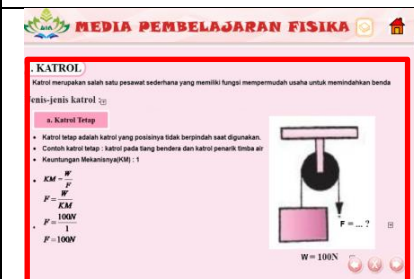 MEDIA PEMBELAJARAN FISIKA
. KATROL
Katrol merupakan salah satu pesawat sederhana yang memiliki fungsi mempermudah usaha untuk memindahkan benda
Jenis-jenis katrol
a. Katrol Tetap
• Katrol tetap adalah katrol yang posisinya tidak berpindah saat digunakan.
• Contoh katrol tetap : katrol pada tiang bendera dan katrol penarik timba air
• Keuntungan Mekanisnya(KM) : 1
• KM = W / F
F = W / KM
• F = 100N / 1
F = 100N
F = ... ?
W = 100N